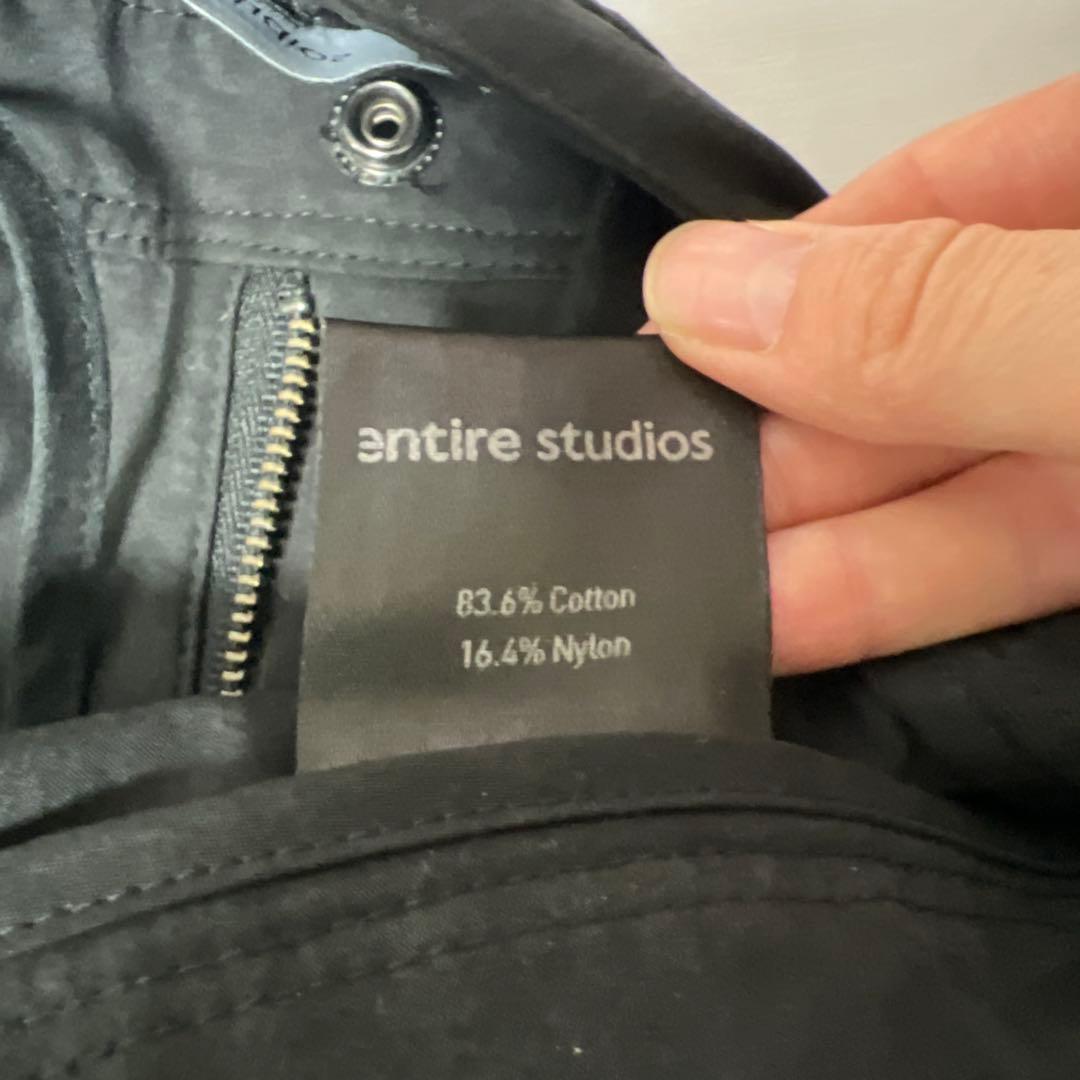 entire studios
83.6% Cotton
16.4% Nylon